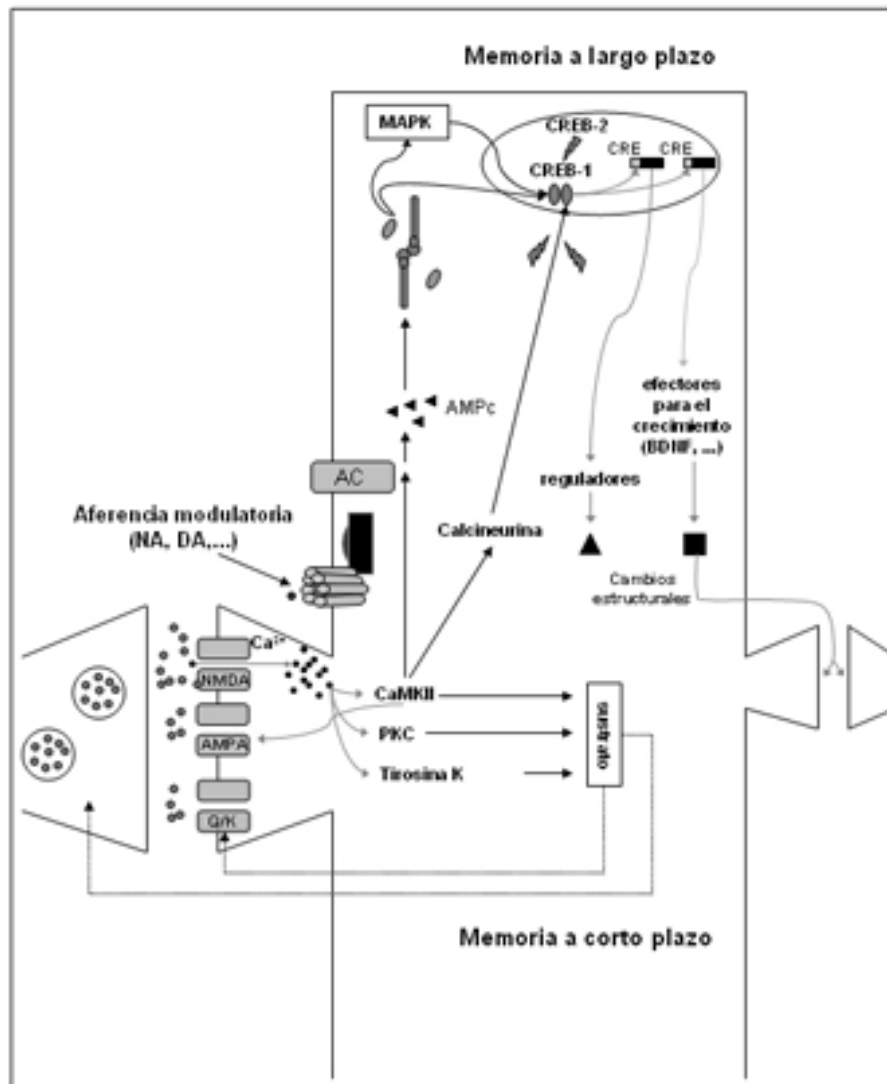 Memoria a largo plazo
MAPK
CREB-2
CRE
CRE
CREB-1
AMPc
efectores
para el
crecimiento
(BDNF, ...)
AC
reguladores
Aferencia modulatoria
(NA, DA,...)
Calcineurina
Cambios
estructurales
Ca²⁺
NMDA
CaMKII
AMPA
PKC
sustrato
Tirosina K
Q/K
Memoria a corto plazo